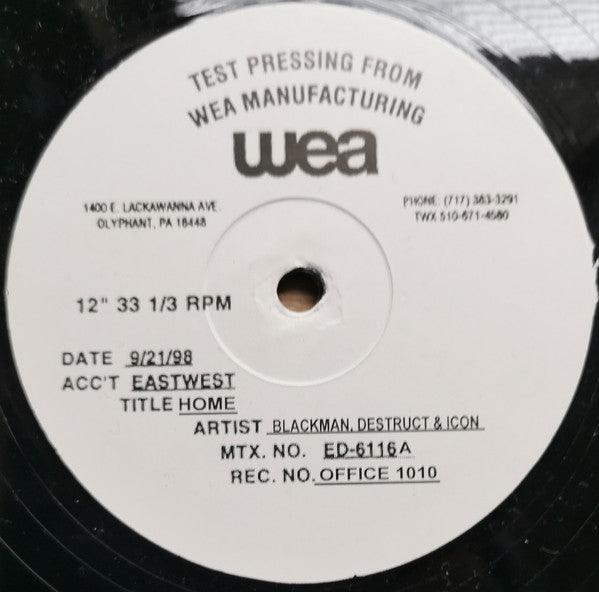 TEST PRESSING FROM
WEA MANUFACTURING
wea
1400 E. LACKAWANNA AVE.
OLYPHANT, PA 18448
PHONE: (717) 383-3291
TWX 510-671-4580
12" 33 1/3 RPM
DATE 9/21/98
ACC'T EASTWEST
TITLE HOME
ARTIST BLACKMAN, DESTRUCT & ICON
MTX. NO. ED-6116A
REC. NO. OFFICE 1010